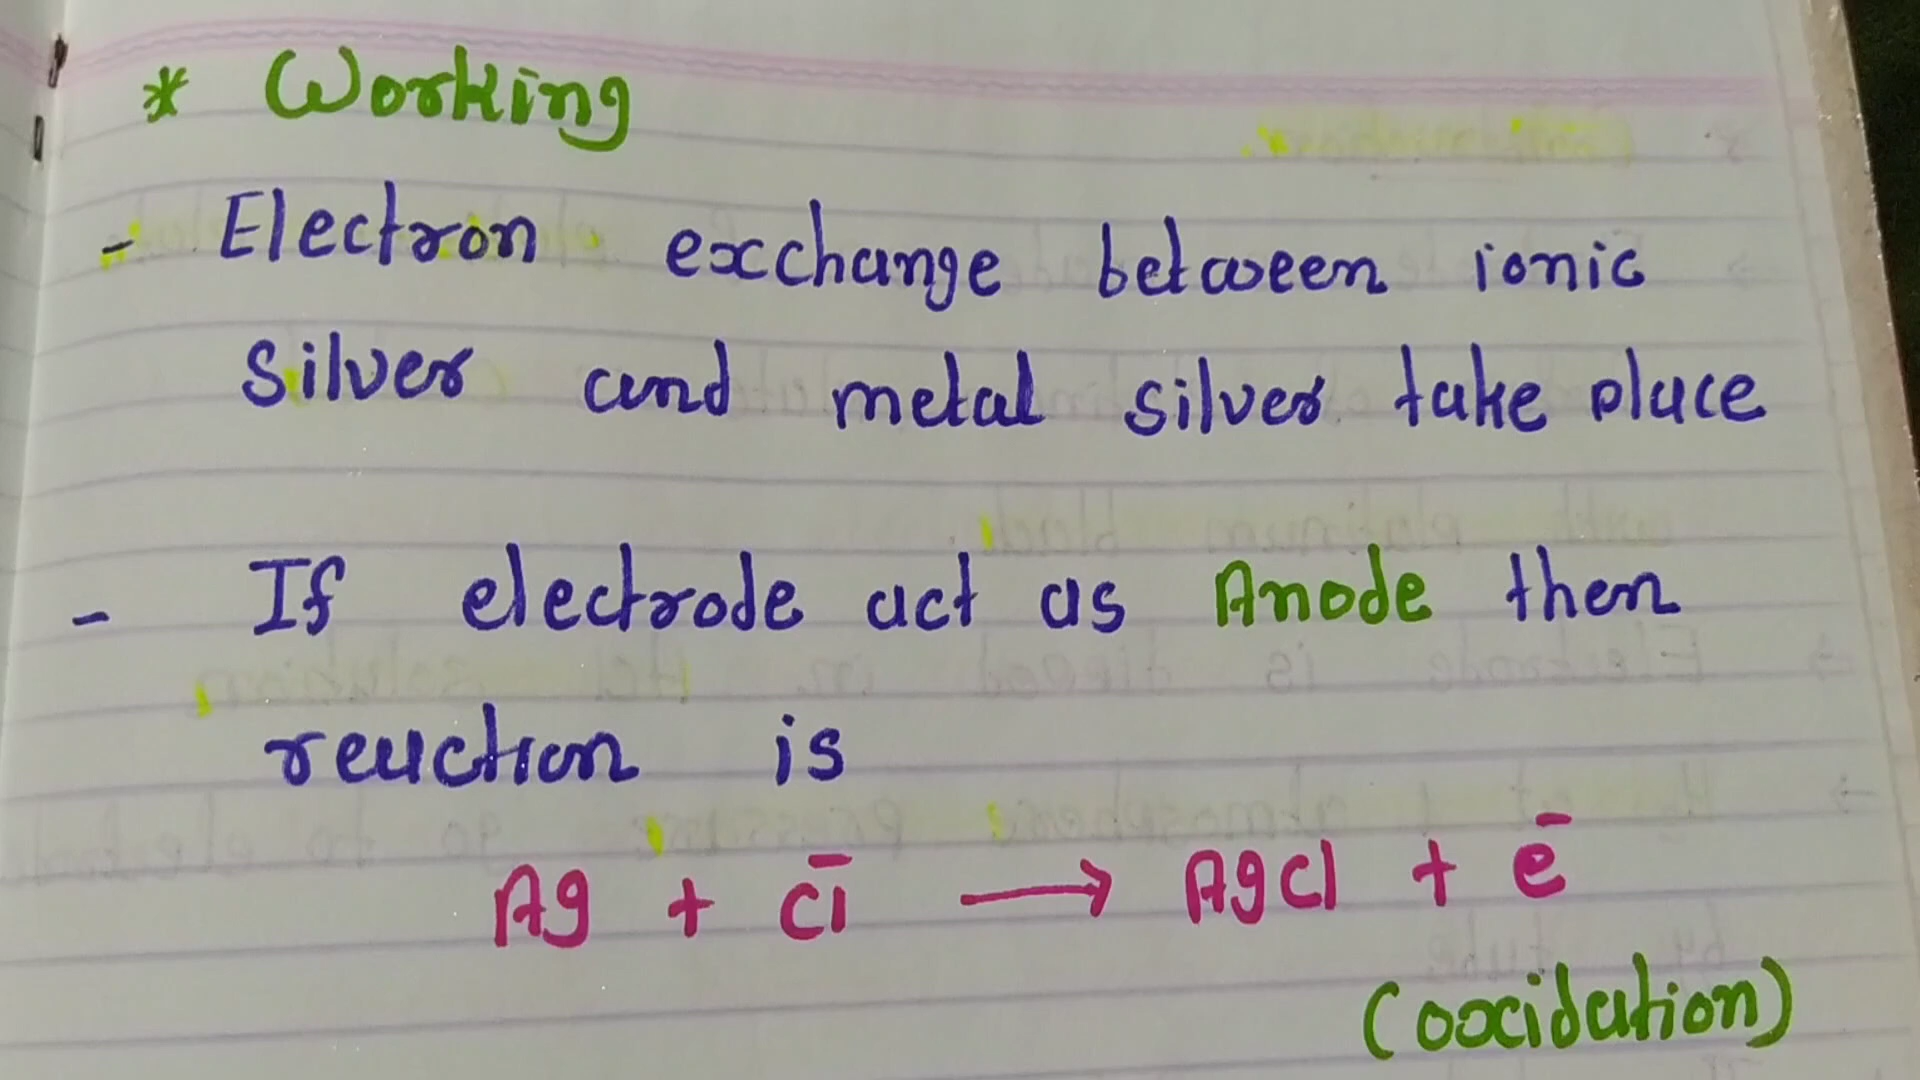 * Working
- Electron exchange between ionic
Silver and metal silver take place
- If electrode act as Anode then
reaction is
Ag + Cl⁻ → AgCl + e⁻
(oxidation)